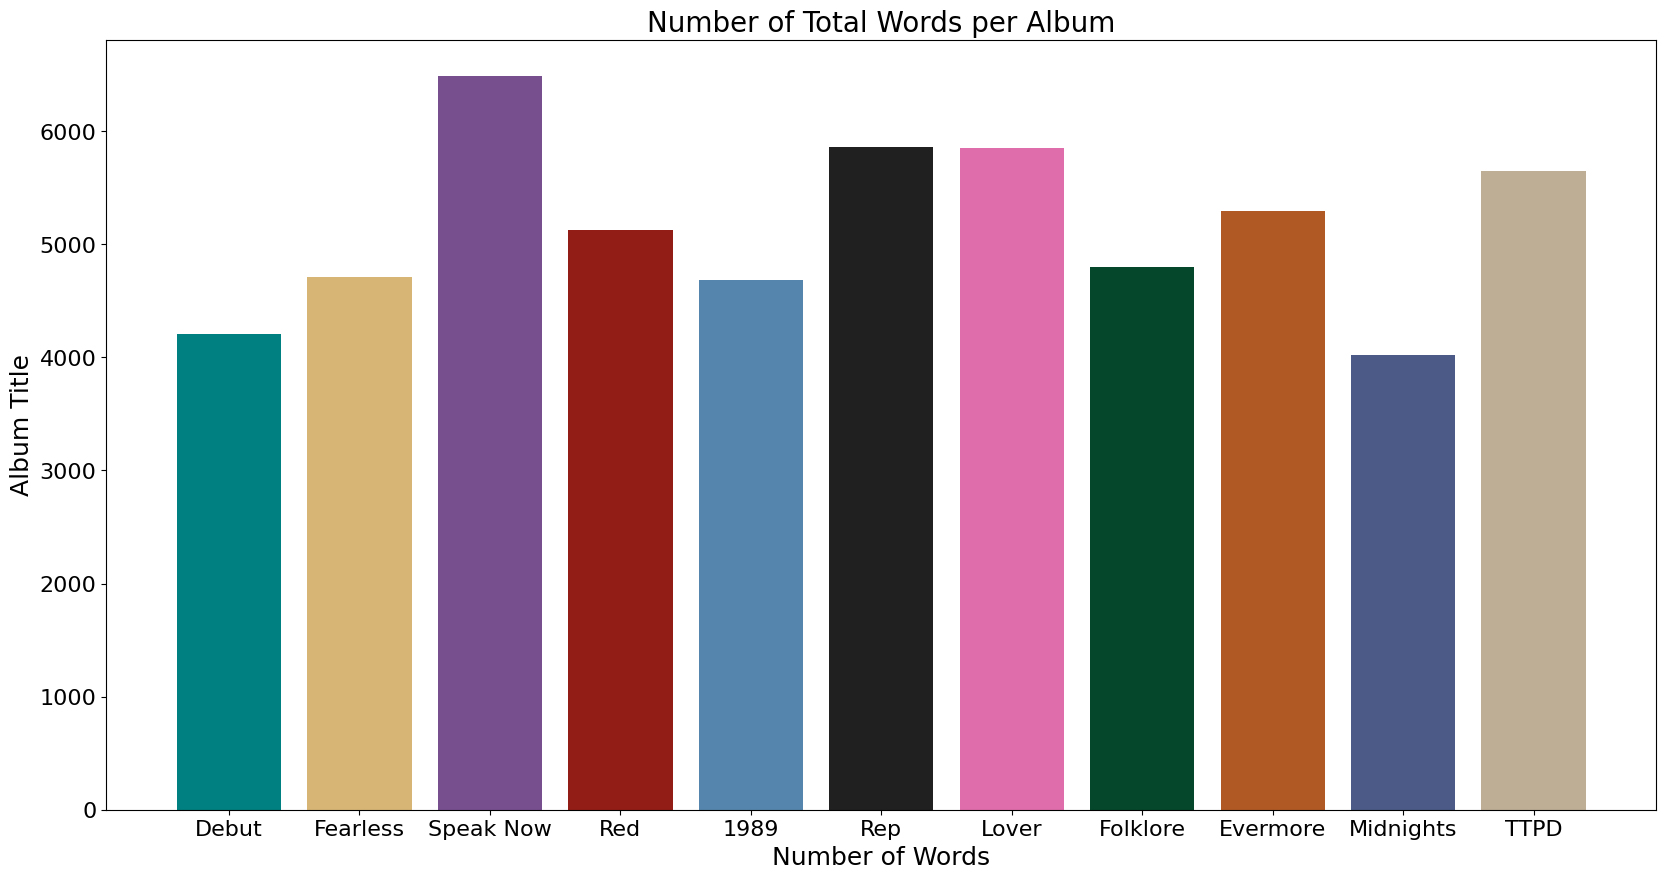 Number of Total Words per Album
Album Title
6000
5000
4000
3000
2000
1000
0
Debut Fearless Speak Now Red 1989 Rep Lover Folklore Evermore Midnights TTPD
Number of Words